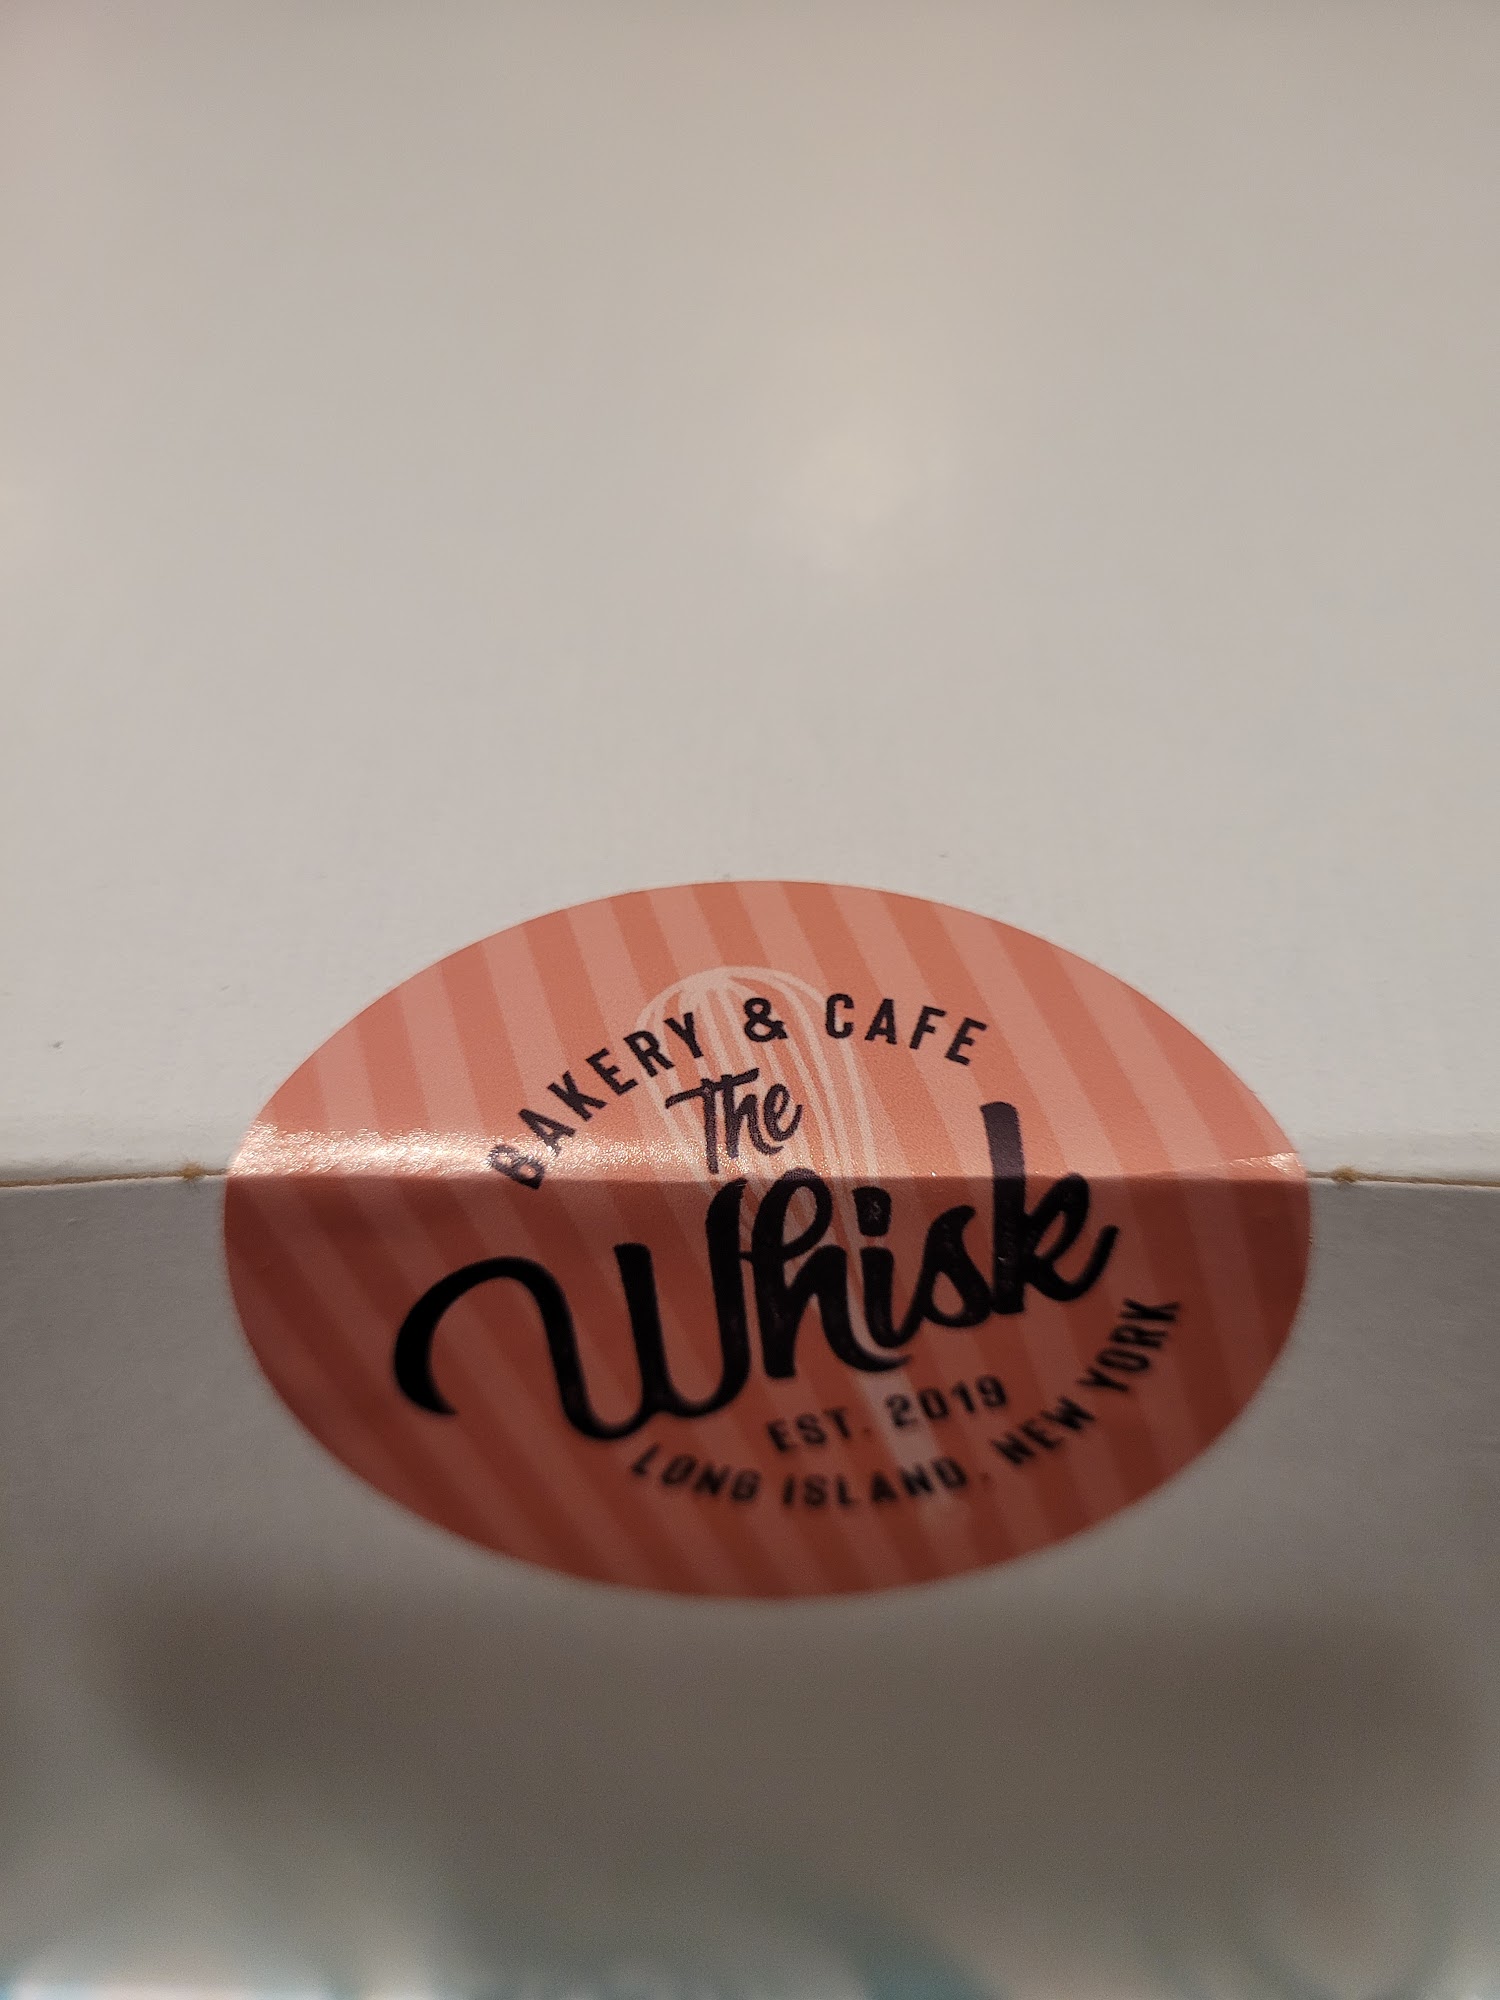 BAKERY & CAFE
The
Whisk
EST. 2019
LONG ISLAND, NEW YORK